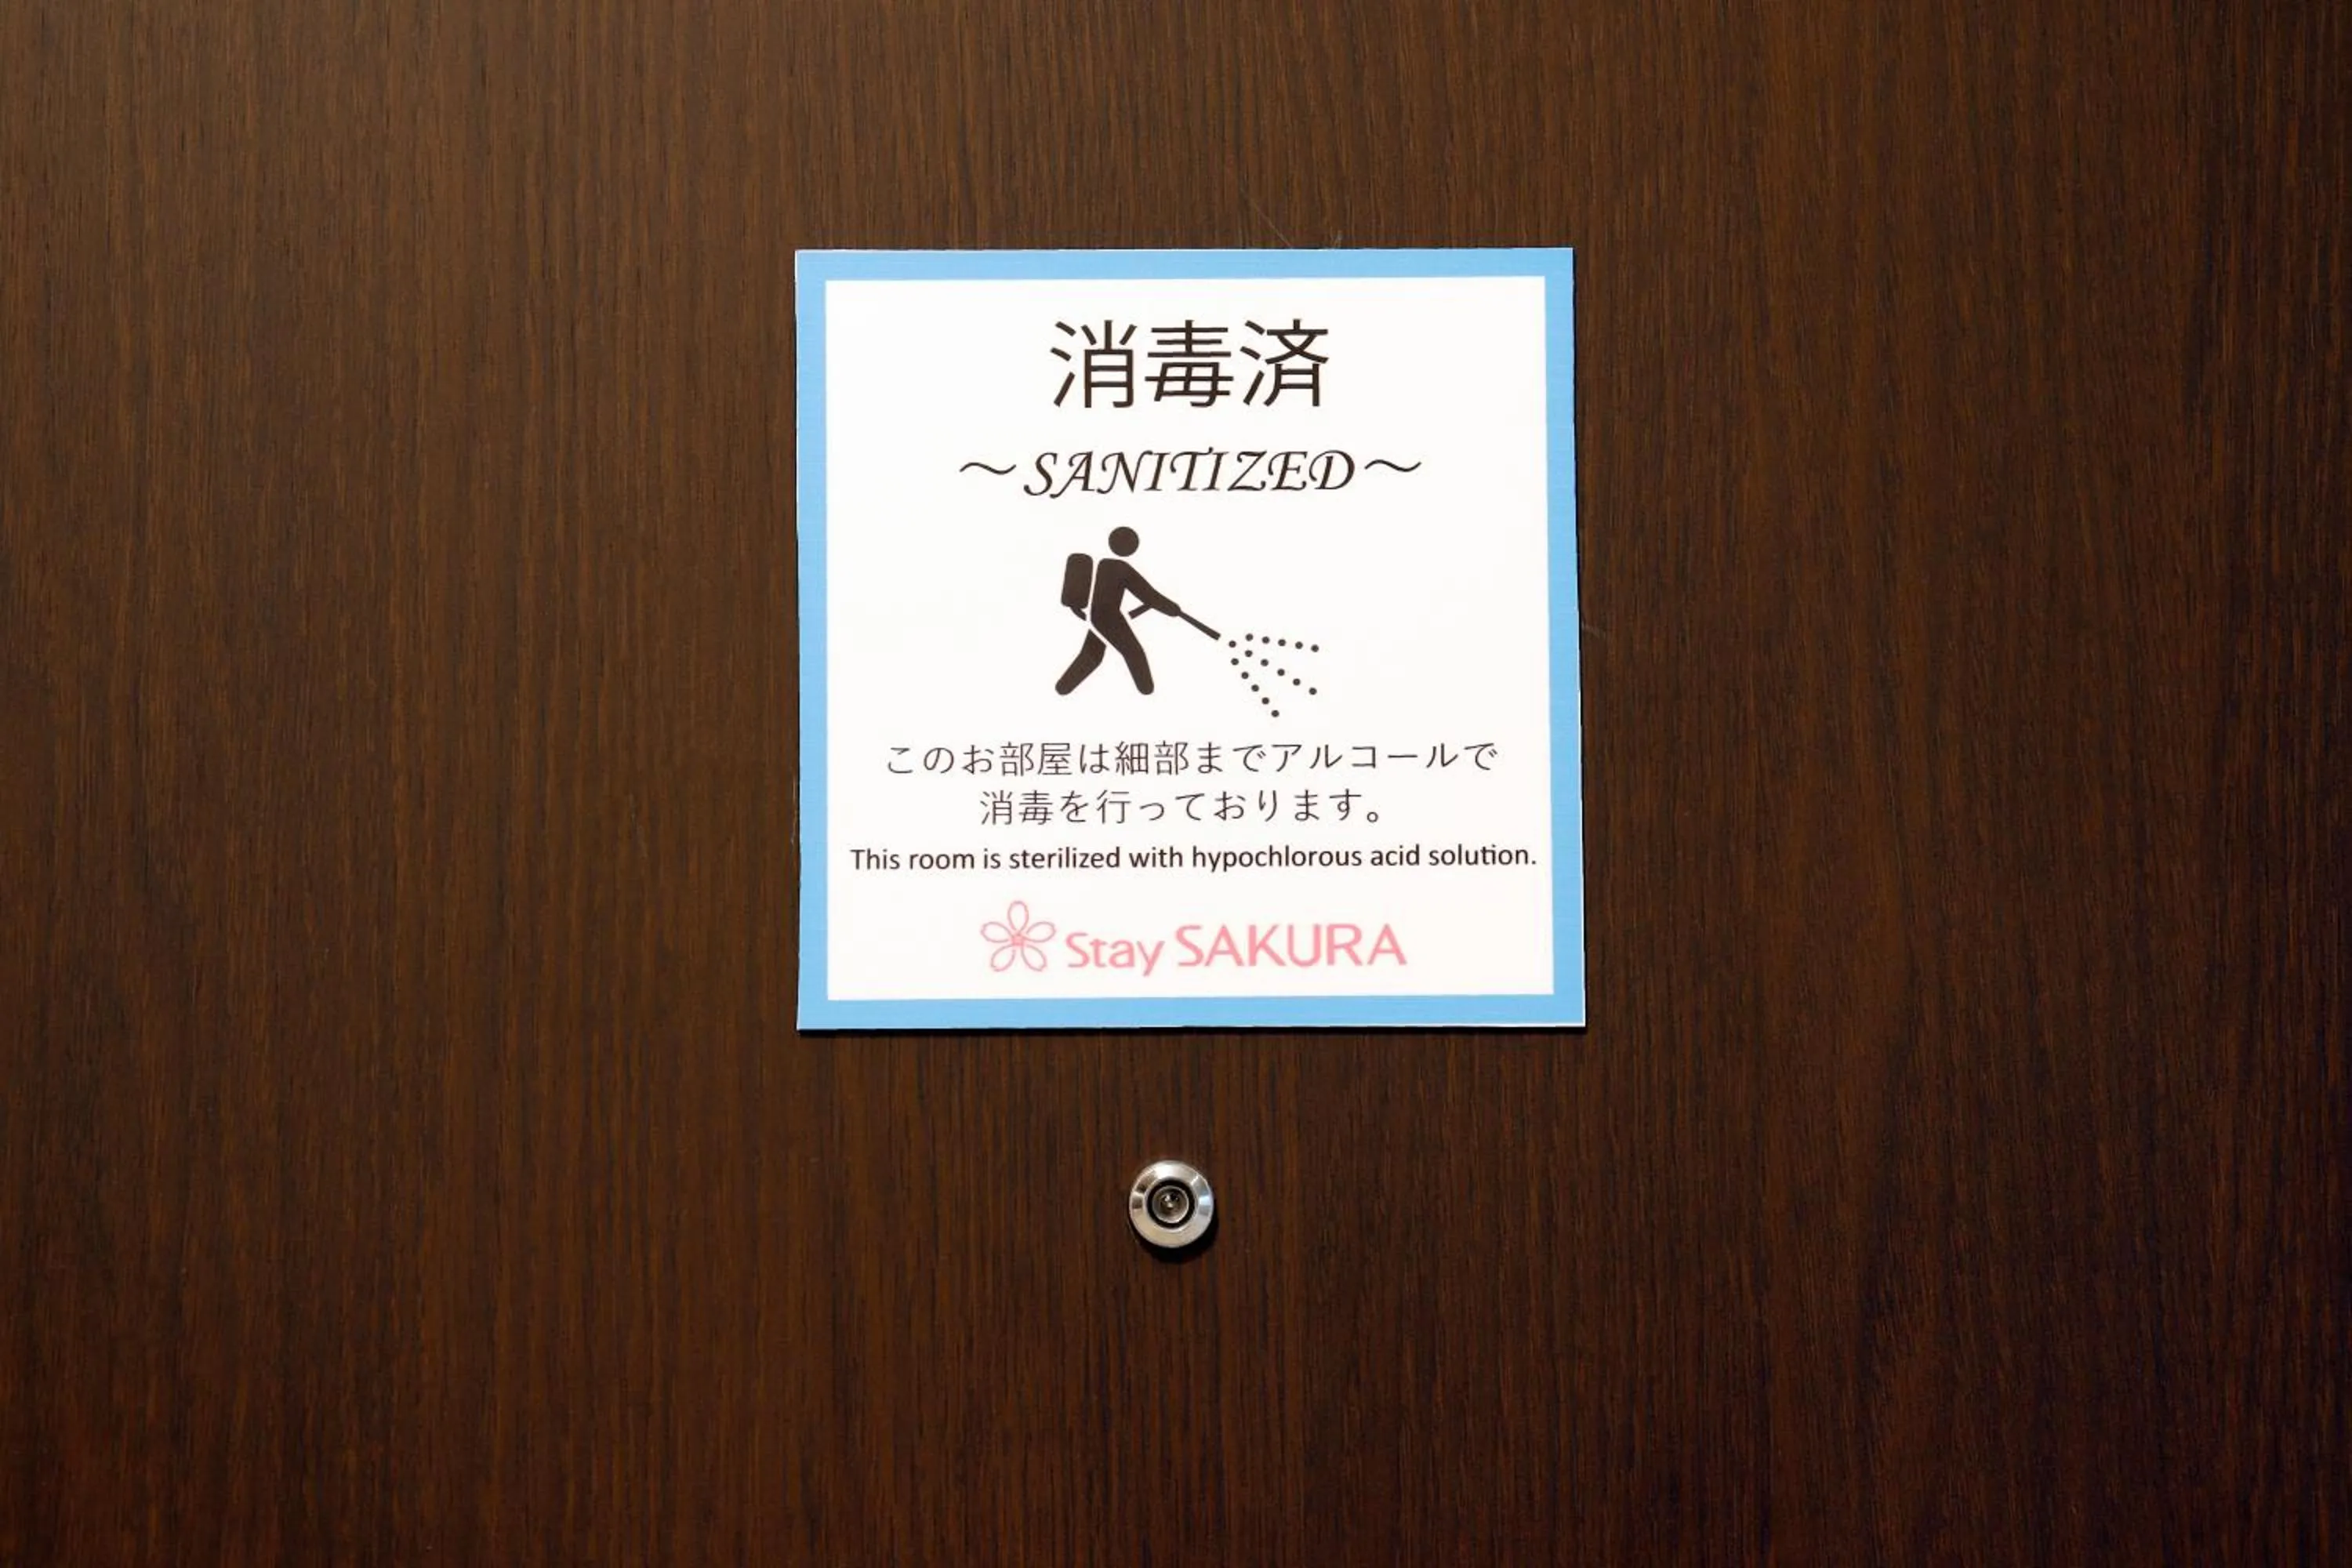 消毒済
～SANITIZED～
このお部屋は細部までアルコールで
消毒を行っております。
This room is sterilized with hypochlorous acid solution.
Stay SAKURA